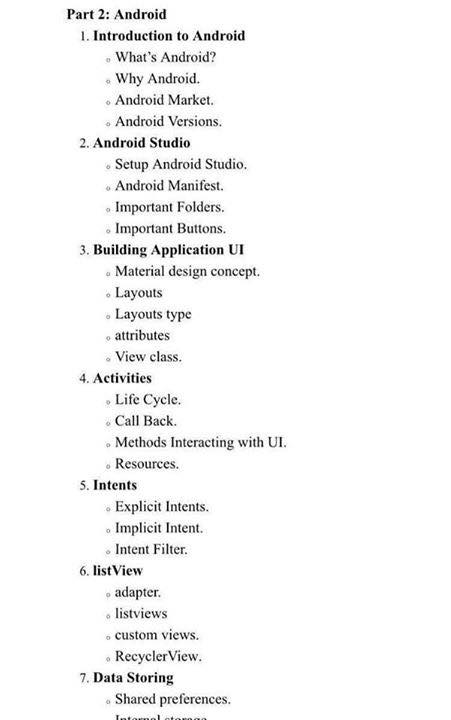 Part 2: Android
1. Introduction to Android
◦ What's Android?
◦ Why Android.
◦ Android Market.
◦ Android Versions.
2. Android Studio
◦ Setup Android Studio.
◦ Android Manifest.
◦ Important Folders.
◦ Important Buttons.
3. Building Application UI
◦ Material design concept.
◦ Layouts
◦ Layouts type
◦ attributes
◦ View class.
4. Activities
◦ Life Cycle.
◦ Call Back.
◦ Methods Interacting with UI.
◦ Resources.
5. Intents
◦ Explicit Intents.
◦ Implicit Intent.
◦ Intent Filter.
6. listView
◦ adapter.
◦ listviews
◦ custom views.
◦ RecyclerView.
7. Data Storing
◦ Shared preferences.
◦ Internal storage